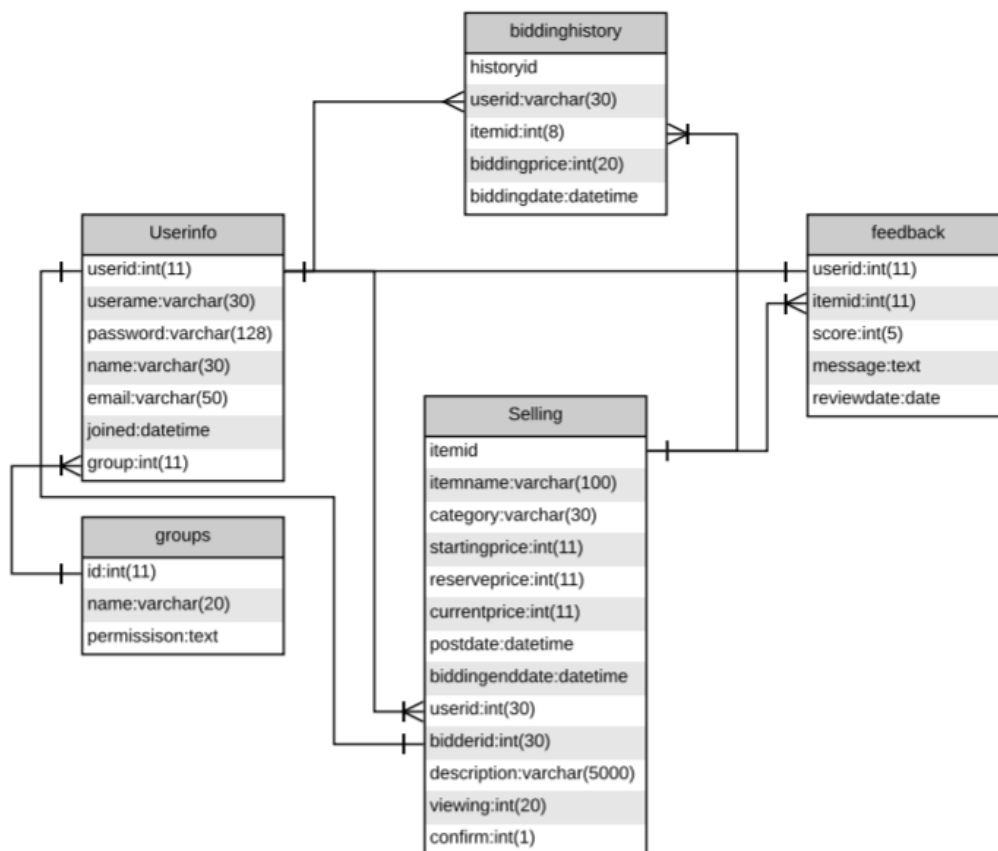 biddinghistory
historyid
userid:varchar(30)
itemid:int(8)
biddingprice:int(20)
biddingdate:datetime
Userinfo
userid:int(11)
userame:varchar(30)
password:varchar(128)
name:varchar(30)
email:varchar(50)
joined:datetime
group:int(11)
feedback
userid:int(11)
itemid:int(11)
score:int(5)
message:text
reviewdate:date
Selling
itemid
itemname:varchar(100)
category:varchar(30)
startingprice:int(11)
reserveprice:int(11)
currentprice:int(11)
postdate:datetime
biddingenddate:datetime
userid:int(30)
bidderid:int(30)
description:varchar(5000)
viewing:int(20)
confirm:int(1)
groups
id:int(11)
name:varchar(20)
permissison:text